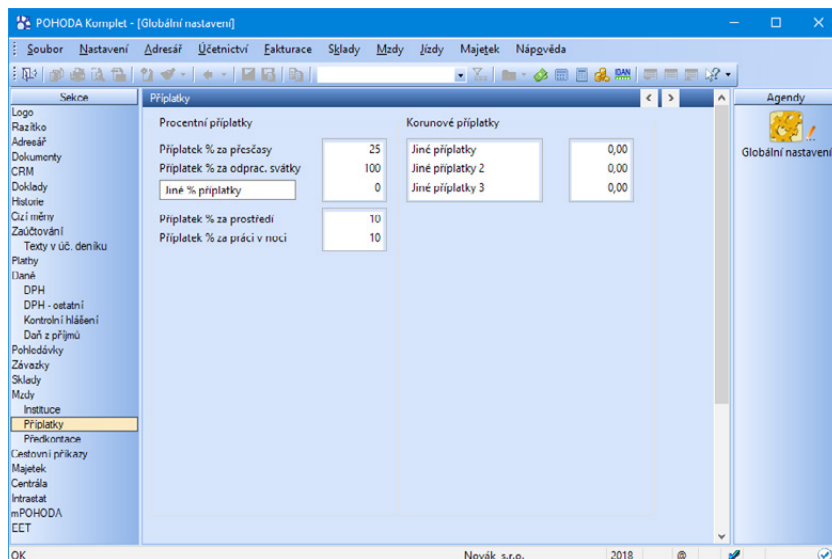 POHODA Komplet - [Globální nastavení]
Soubor Nastavení Adresář Účetnictví Fakturace Sklady Mzdy Jízdy Majetek Nápověda
IBAN
Sekce
Logo
Razítko
Adresář
Dokumenty
CRM
Doklady
Historie
Cizí měny
Zaúčtování
Texty v úč. deníku
Platby
Daně
DPH
DPH - ostatní
Kontrolní hlášení
Daň z příjmů
Pohledávky
Závazky
Sklady
Mzdy
Instituce
Příplatky
Předkontace
Cestovní příkazy
Majetek
Centrála
Intrastat
mPOHODA
EET
Příplatky
Procentní příplatky
Příplatek % za přesčasy 25
Příplatek % za odprac. svátky 100
Jiné % příplatky 0
Příplatek % za prostředí 10
Příplatek % za práci v noci 10
Korunové příplatky
Jiné příplatky 0,00
Jiné příplatky 2 0,00
Jiné příplatky 3 0,00
Agendy
Globální nastavení
OK Novák s.r.o. 2018 @